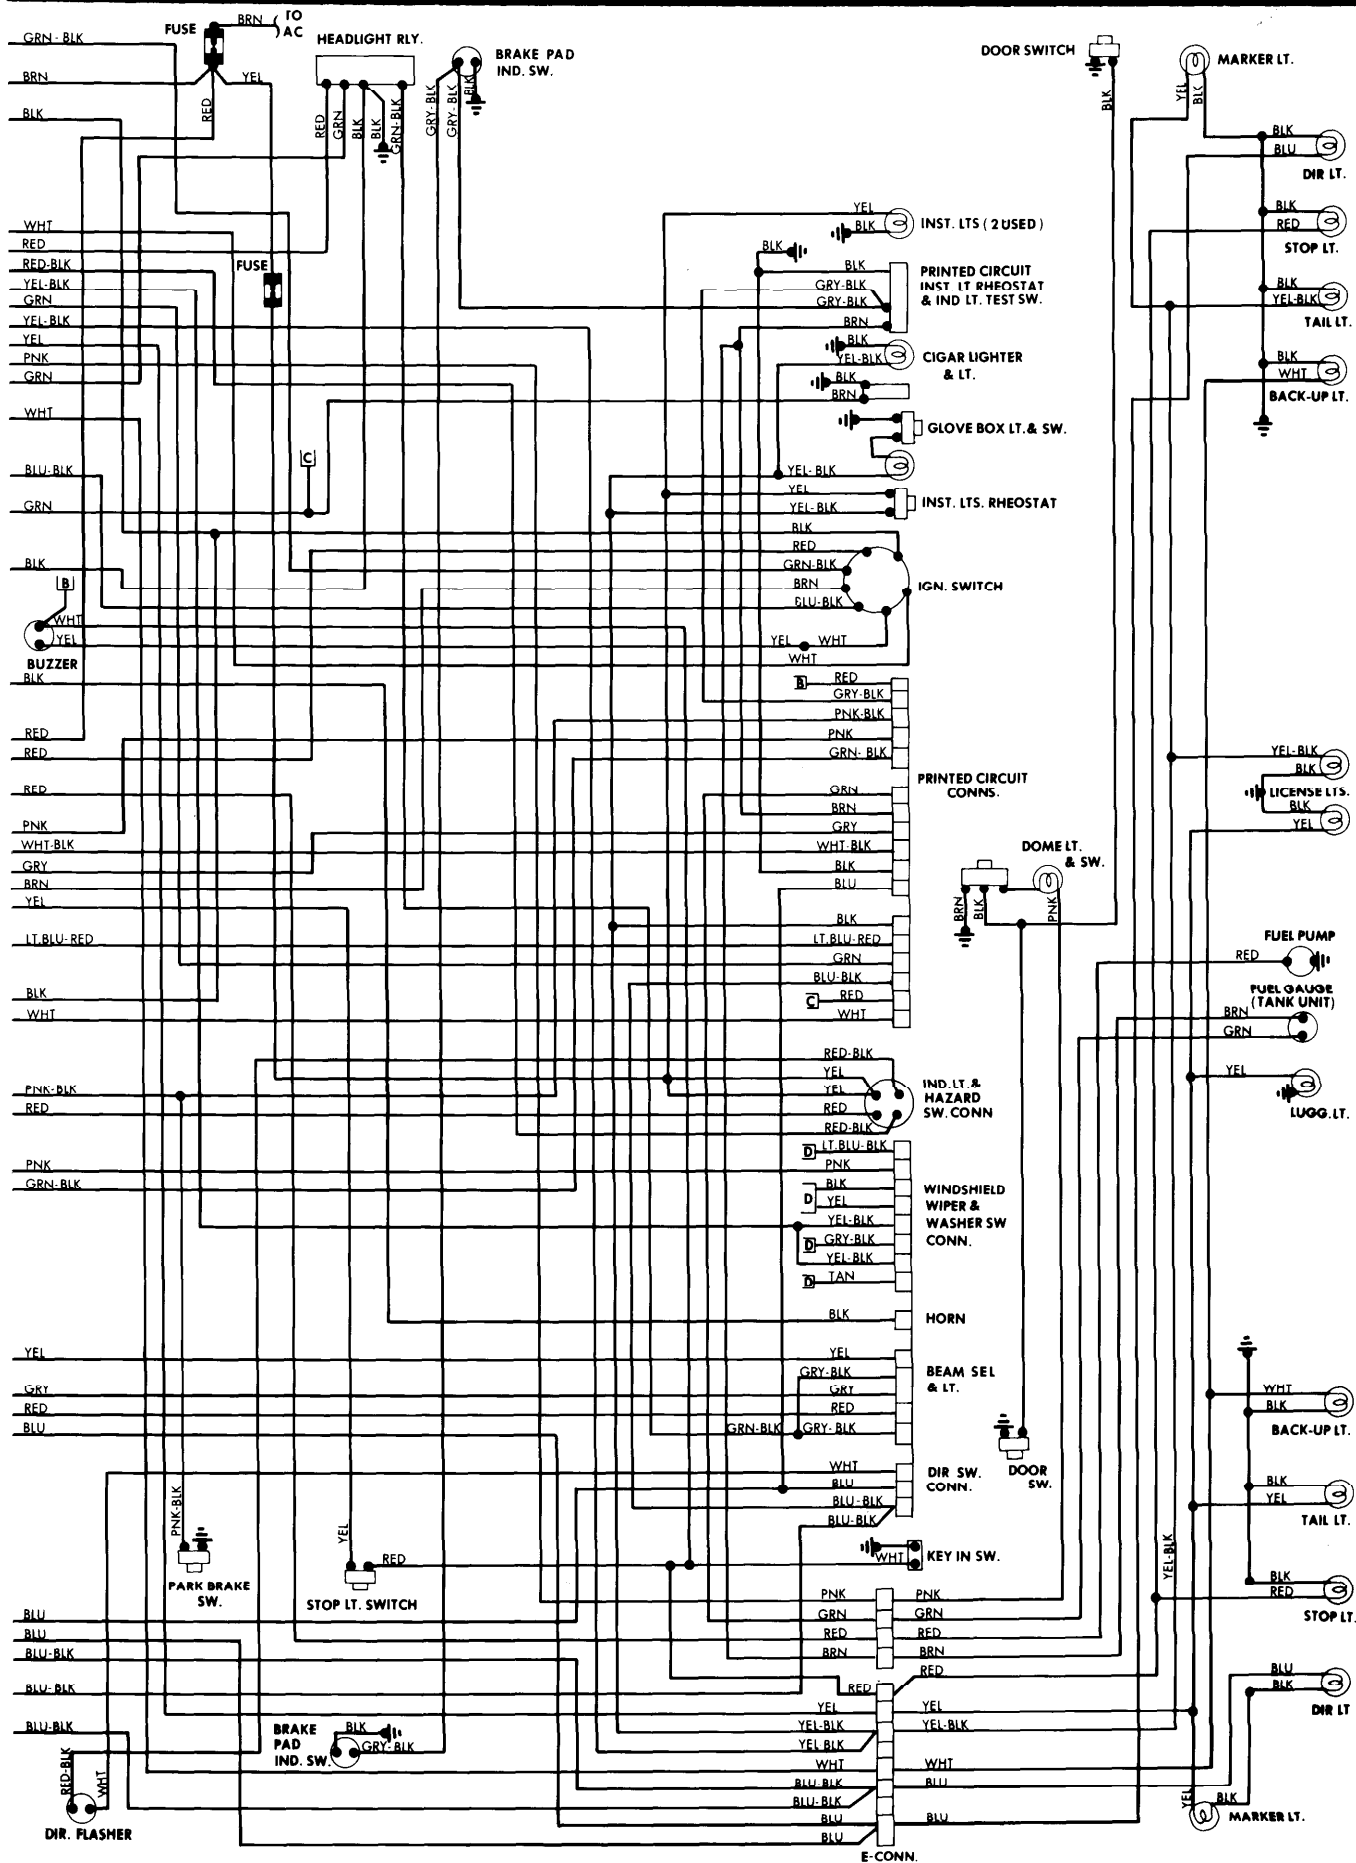 FUSE
BRN
TO
AC
GRN-BLK
HEADLIGHT RLY.
BRAKE PAD
IND. SW.
DOOR SWITCH
MARKER LT.
BRN
YEL
RED
BLK
RED
GRN
BLK
BLK
GRN-BLK
GRY-BLK
GRY-BLK
BLK
BLK
YEL
BLK
BLK
BLU
DIR LT.
BLK
RED
STOP LT.
BLK
YEL-BLK
TAIL LT.
BLK
WHT
BACK-UP LT.
WHT
RED
RED-BLK
FUSE
YEL-BLK
GRN
YEL-BLK
YEL
PNK
GRN
WHT
BLU-BLK
C
GRN
BLK
B
WHT
YEL
BUZZER
BLK
YEL
BLK
INST. LTS (2 USED)
BLK
BLK
GRY-BLK
GRY-BLK
BRN
PRINTED CIRCUIT
INST. LT RHEOSTAT
& IND LT. TEST SW.
BLK
YEL-BLK
CIGAR LIGHTER
& LT.
BLK
BRN
GLOVE BOX LT. & SW.
YEL-BLK
YEL
YEL-BLK
INST. LTS. RHEOSTAT
BLK
RED
GRN-BLK
BRN
BLU-BLK
IGN. SWITCH
YEL
WHT
WHT
B
RED
GRY-BLK
PNK-BLK
PNK
GRN-BLK
PRINTED CIRCUIT
CONNS.
GRN
BRN
GRY
WHT-BLK
BLK
BLU
BLK
LT.BLU-RED
GRN
BLU-BLK
C
RED
WHT
RED
RED
RED
PNK
WHT-BLK
GRY
BRN
YEL
LT.BLU-RED
BLK
WHT
DOME LT.
& SW.
BRN
BLK
PNK
YEL-BLK
BLK
LICENSE LTS.
BLK
YEL
FUEL PUMP
RED
FUEL GAUGE
(TANK UNIT)
BRN
GRN
YEL
LUGG. LT.
RED-BLK
YEL
YEL
RED
RED-BLK
IND. LT. &
HAZARD
SW. CONN
PNK-BLK
RED
PNK
GRN-BLK
D
LT.BLU-BLK
PNK
D
BLK
YEL
YEL-BLK
D
GRY-BLK
YEL-BLK
D
TAN
WINDSHIELD
WIPER &
WASHER SW
CONN.
BLK
HORN
YEL
GRY
RED
BLU
YEL
GRY-BLK
GRY
RED
GRN-BLK
GRY-BLK
BEAM SEL
& LT.
WHT
BLU
BLU-BLK
BLU-BLK
DIR SW.
CONN.
DOOR
SW.
WHT
BLK
BACK-UP LT.
BLK
YEL
TAIL LT.
BLK
RED
STOP LT.
PNK-BLK
PARK BRAKE
SW.
YEL
RED
STOP LT. SWITCH
WHT
KEY IN SW.
YEL-BLK
PNK
PNK
GRN
GRN
RED
RED
BRN
BRN
RED
RED
YEL
YEL
YEL-BLK
YEL-BLK
YEL BLK
WHT
WHT
BLU-BLK
BLU
BLU-BLK
BLU
BLU
BLU
E-CONN.
BLU
BLU
BLU-BLK
BLU-BLK
BLU-BLK
RED-BLK
WHT
DIR. FLASHER
BRAKE
PAD
IND. SW.
BLK
GRY-BLK
BLU
BLK
DIR LT
YEL
BLK
MARKER LT.